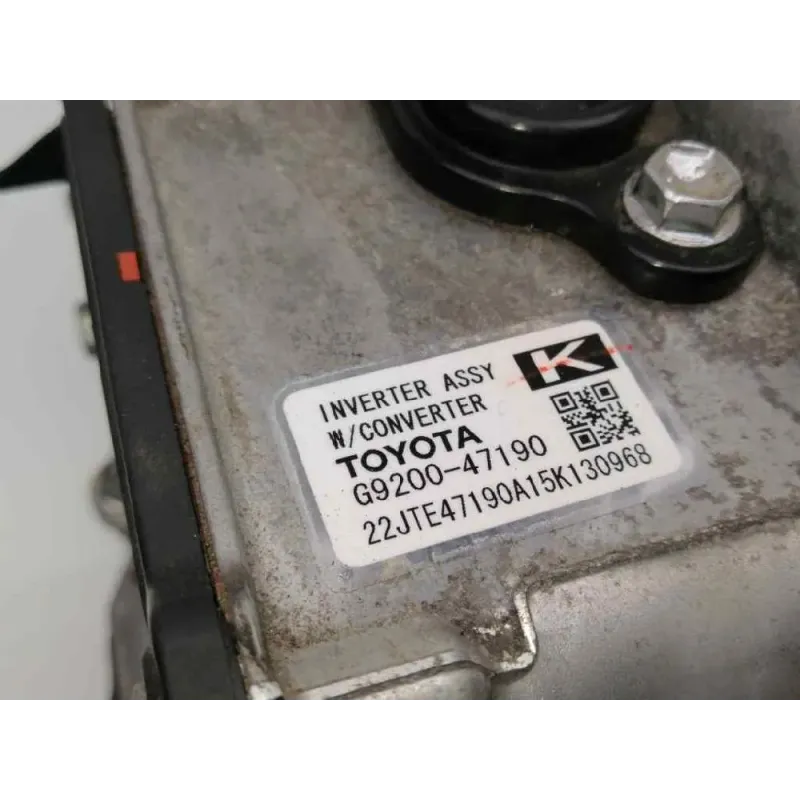 INVERTER ASSY
K
W/CONVERTER
TOYOTA
G9200-47190
22JTE47190A15K130968